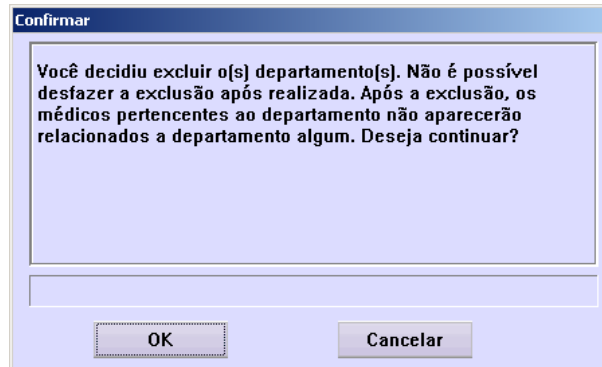 Confirmar
Você decidiu excluir o(s) departamento(s). Não é possível
desfazer a exclusão após realizada. Após a exclusão, os
médicos pertencentes ao departamento não aparecerão
relacionados a departamento algum. Deseja continuar?
OK
Cancelar